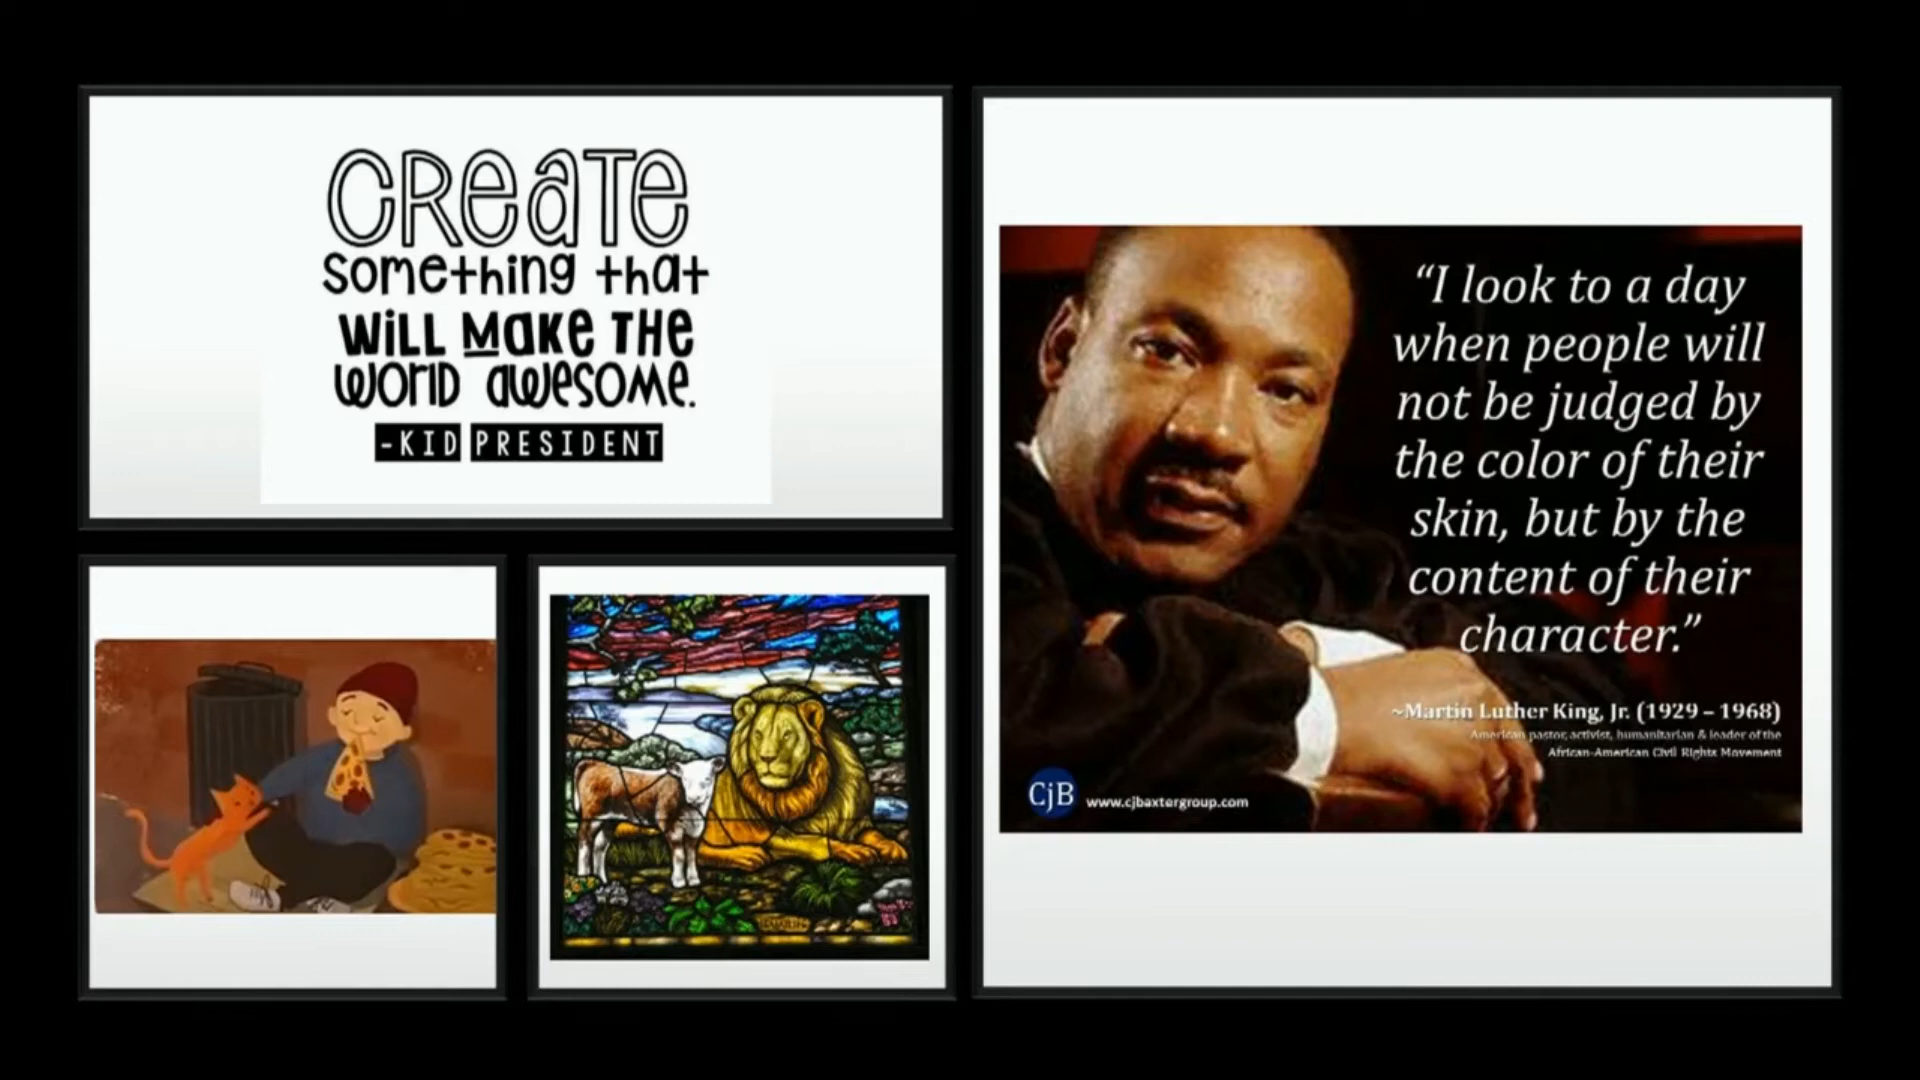 CReaTe
something that
WiLL Make THe
WORlD aWeSOMe.
-KID PRESIDENT
“I look to a day
when people will
not be judged by
the color of their
skin, but by the
content of their
character.”
~Martin Luther King, Jr. (1929 – 1968)
American pastor, activist, humanitarian & leader of the
African-American Civil Rights Movement
CjB www.cjbaxtergroup.com